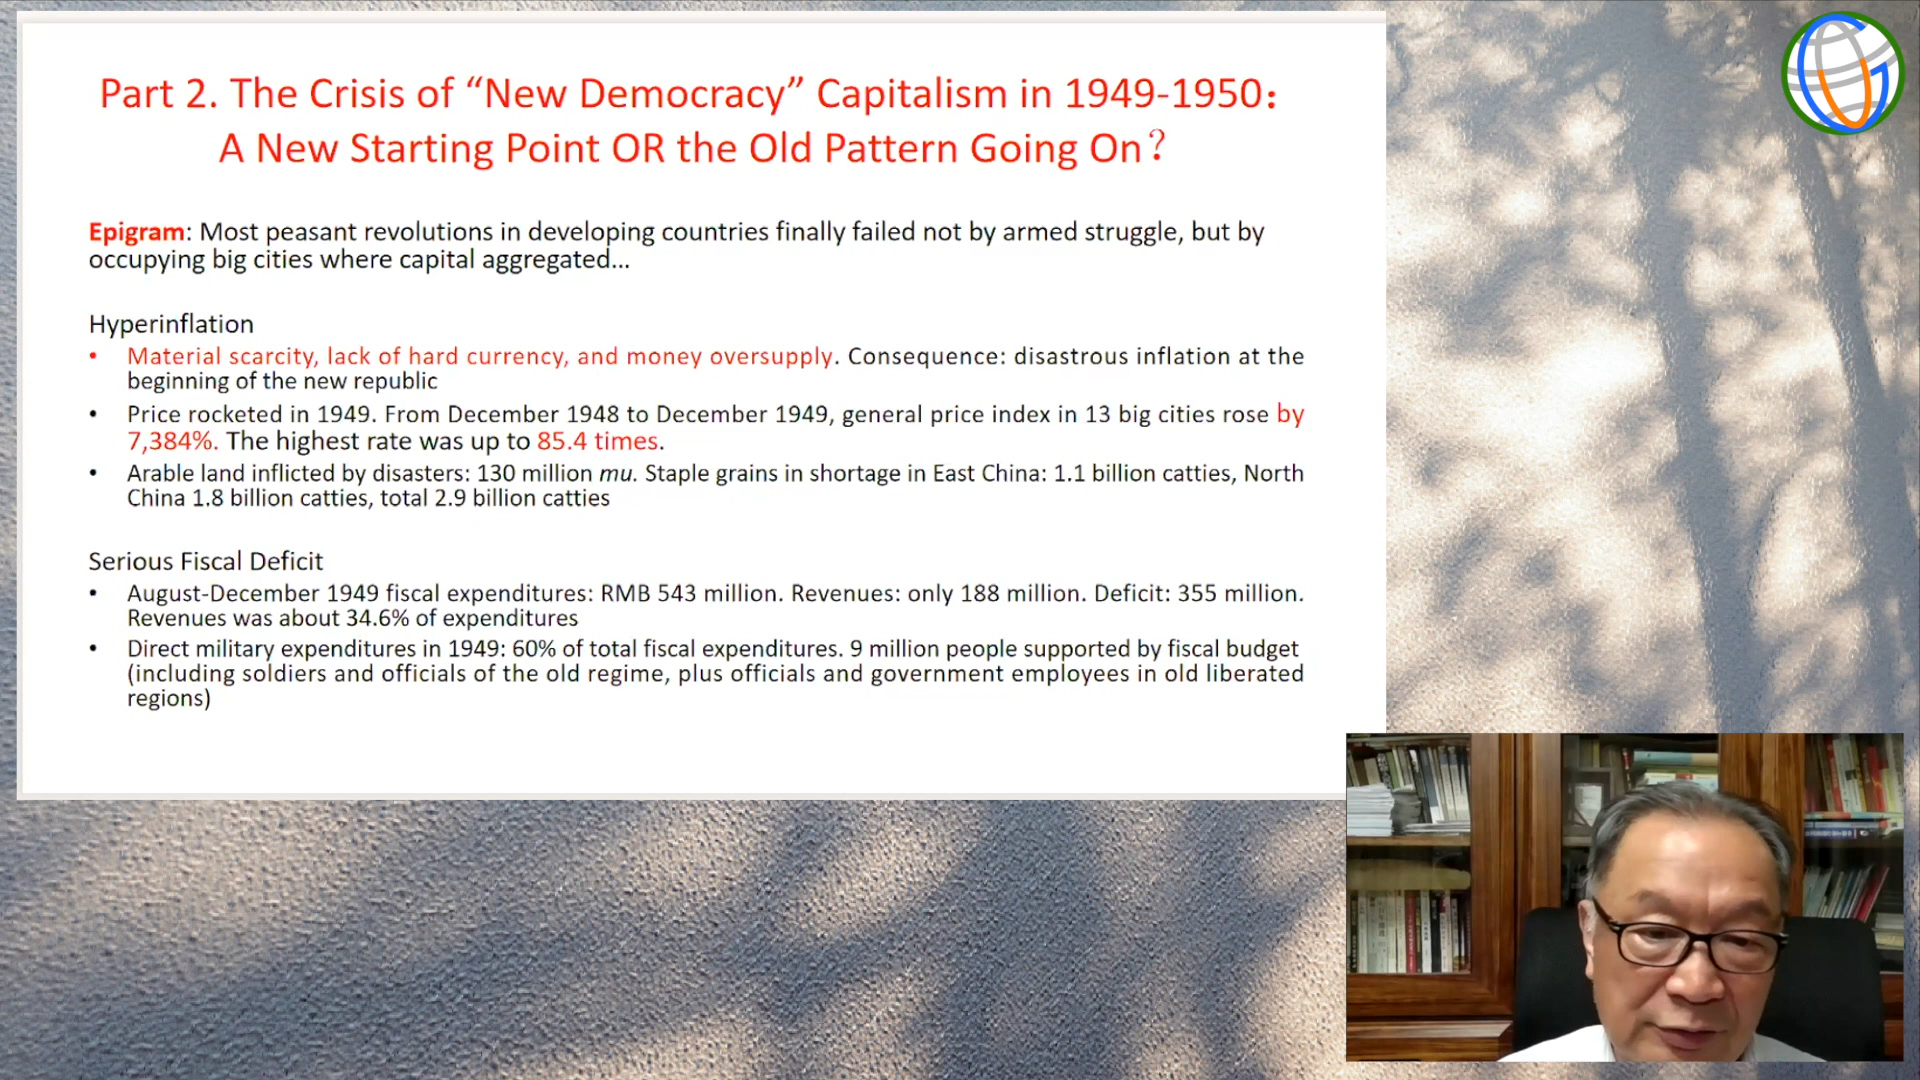 Part 2. The Crisis of “New Democracy” Capitalism in 1949-1950：
A New Starting Point OR the Old Pattern Going On？
Epigram: Most peasant revolutions in developing countries finally failed not by armed struggle, but by
occupying big cities where capital aggregated…
Hyperinflation
• Material scarcity, lack of hard currency, and money oversupply. Consequence: disastrous inflation at the
beginning of the new republic
• Price rocketed in 1949. From December 1948 to December 1949, general price index in 13 big cities rose by
7,384%. The highest rate was up to 85.4 times.
• Arable land inflicted by disasters: 130 million mu. Staple grains in shortage in East China: 1.1 billion catties, North
China 1.8 billion catties, total 2.9 billion catties
Serious Fiscal Deficit
• August-December 1949 fiscal expenditures: RMB 543 million. Revenues: only 188 million. Deficit: 355 million.
Revenues was about 34.6% of expenditures
• Direct military expenditures in 1949: 60% of total fiscal expenditures. 9 million people supported by fiscal budget
(including soldiers and officials of the old regime, plus officials and government employees in old liberated
regions)